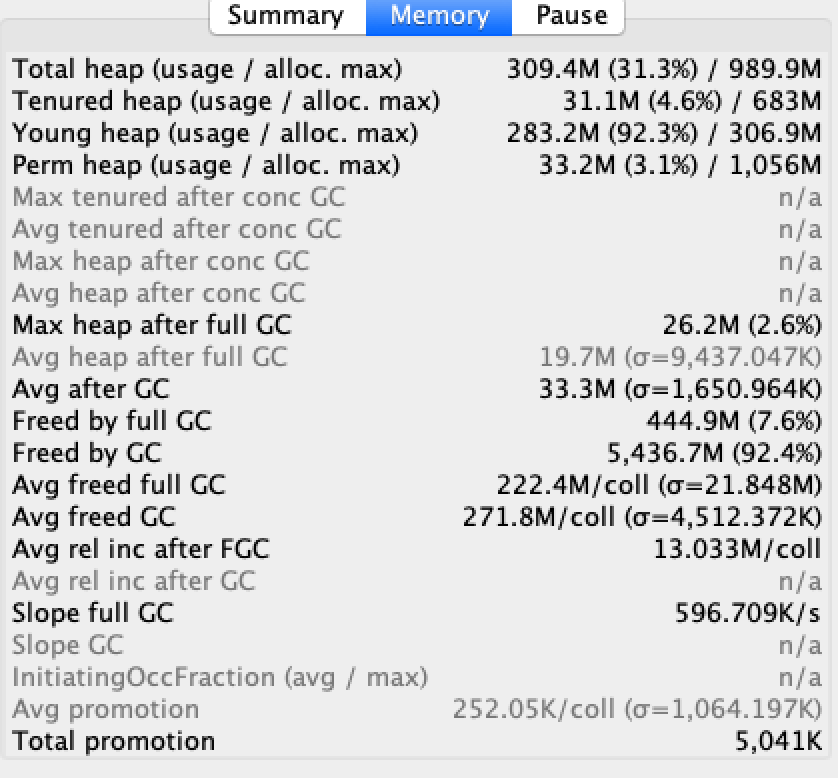 Summary Memory Pause
Total heap (usage / alloc. max) 309.4M (31.3%) / 989.9M
Tenured heap (usage / alloc. max) 31.1M (4.6%) / 683M
Young heap (usage / alloc. max) 283.2M (92.3%) / 306.9M
Perm heap (usage / alloc. max) 33.2M (3.1%) / 1,056M
Max tenured after conc GC n/a
Avg tenured after conc GC n/a
Max heap after conc GC n/a
Avg heap after conc GC n/a
Max heap after full GC 26.2M (2.6%)
Avg heap after full GC 19.7M (σ=9,437.047K)
Avg after GC 33.3M (σ=1,650.964K)
Freed by full GC 444.9M (7.6%)
Freed by GC 5,436.7M (92.4%)
Avg freed full GC 222.4M/coll (σ=21.848M)
Avg freed GC 271.8M/coll (σ=4,512.372K)
Avg rel inc after FGC 13.033M/coll
Avg rel inc after GC n/a
Slope full GC 596.709K/s
Slope GC n/a
InitiatingOccFraction (avg / max) n/a
Avg promotion 252.05K/coll (σ=1,064.197K)
Total promotion 5,041K